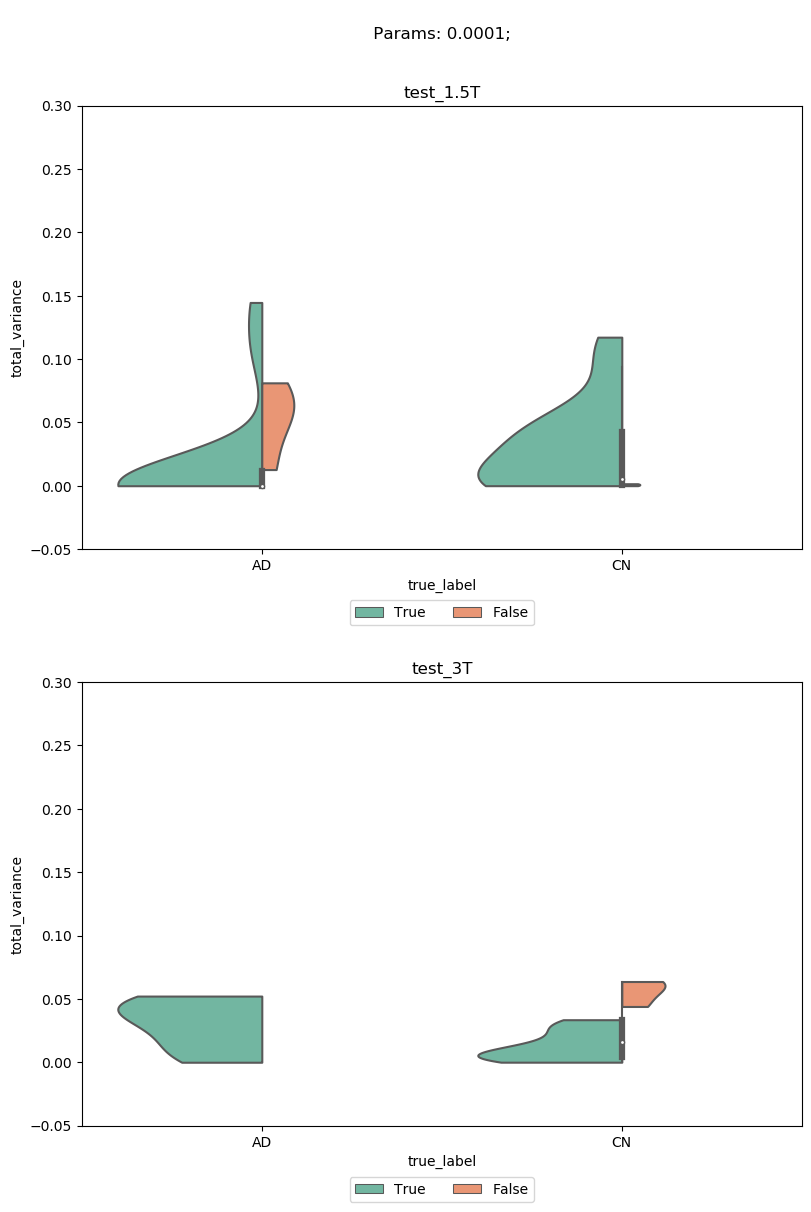 Params: 0.0001;
test_1.5T
0.30
0.25
0.20
0.15
0.10
0.05
0.00
−0.05
total_variance
AD CN
true_label
True False
test_3T
0.30
0.25
0.20
0.15
0.10
0.05
0.00
−0.05
total_variance
AD CN
true_label
True False